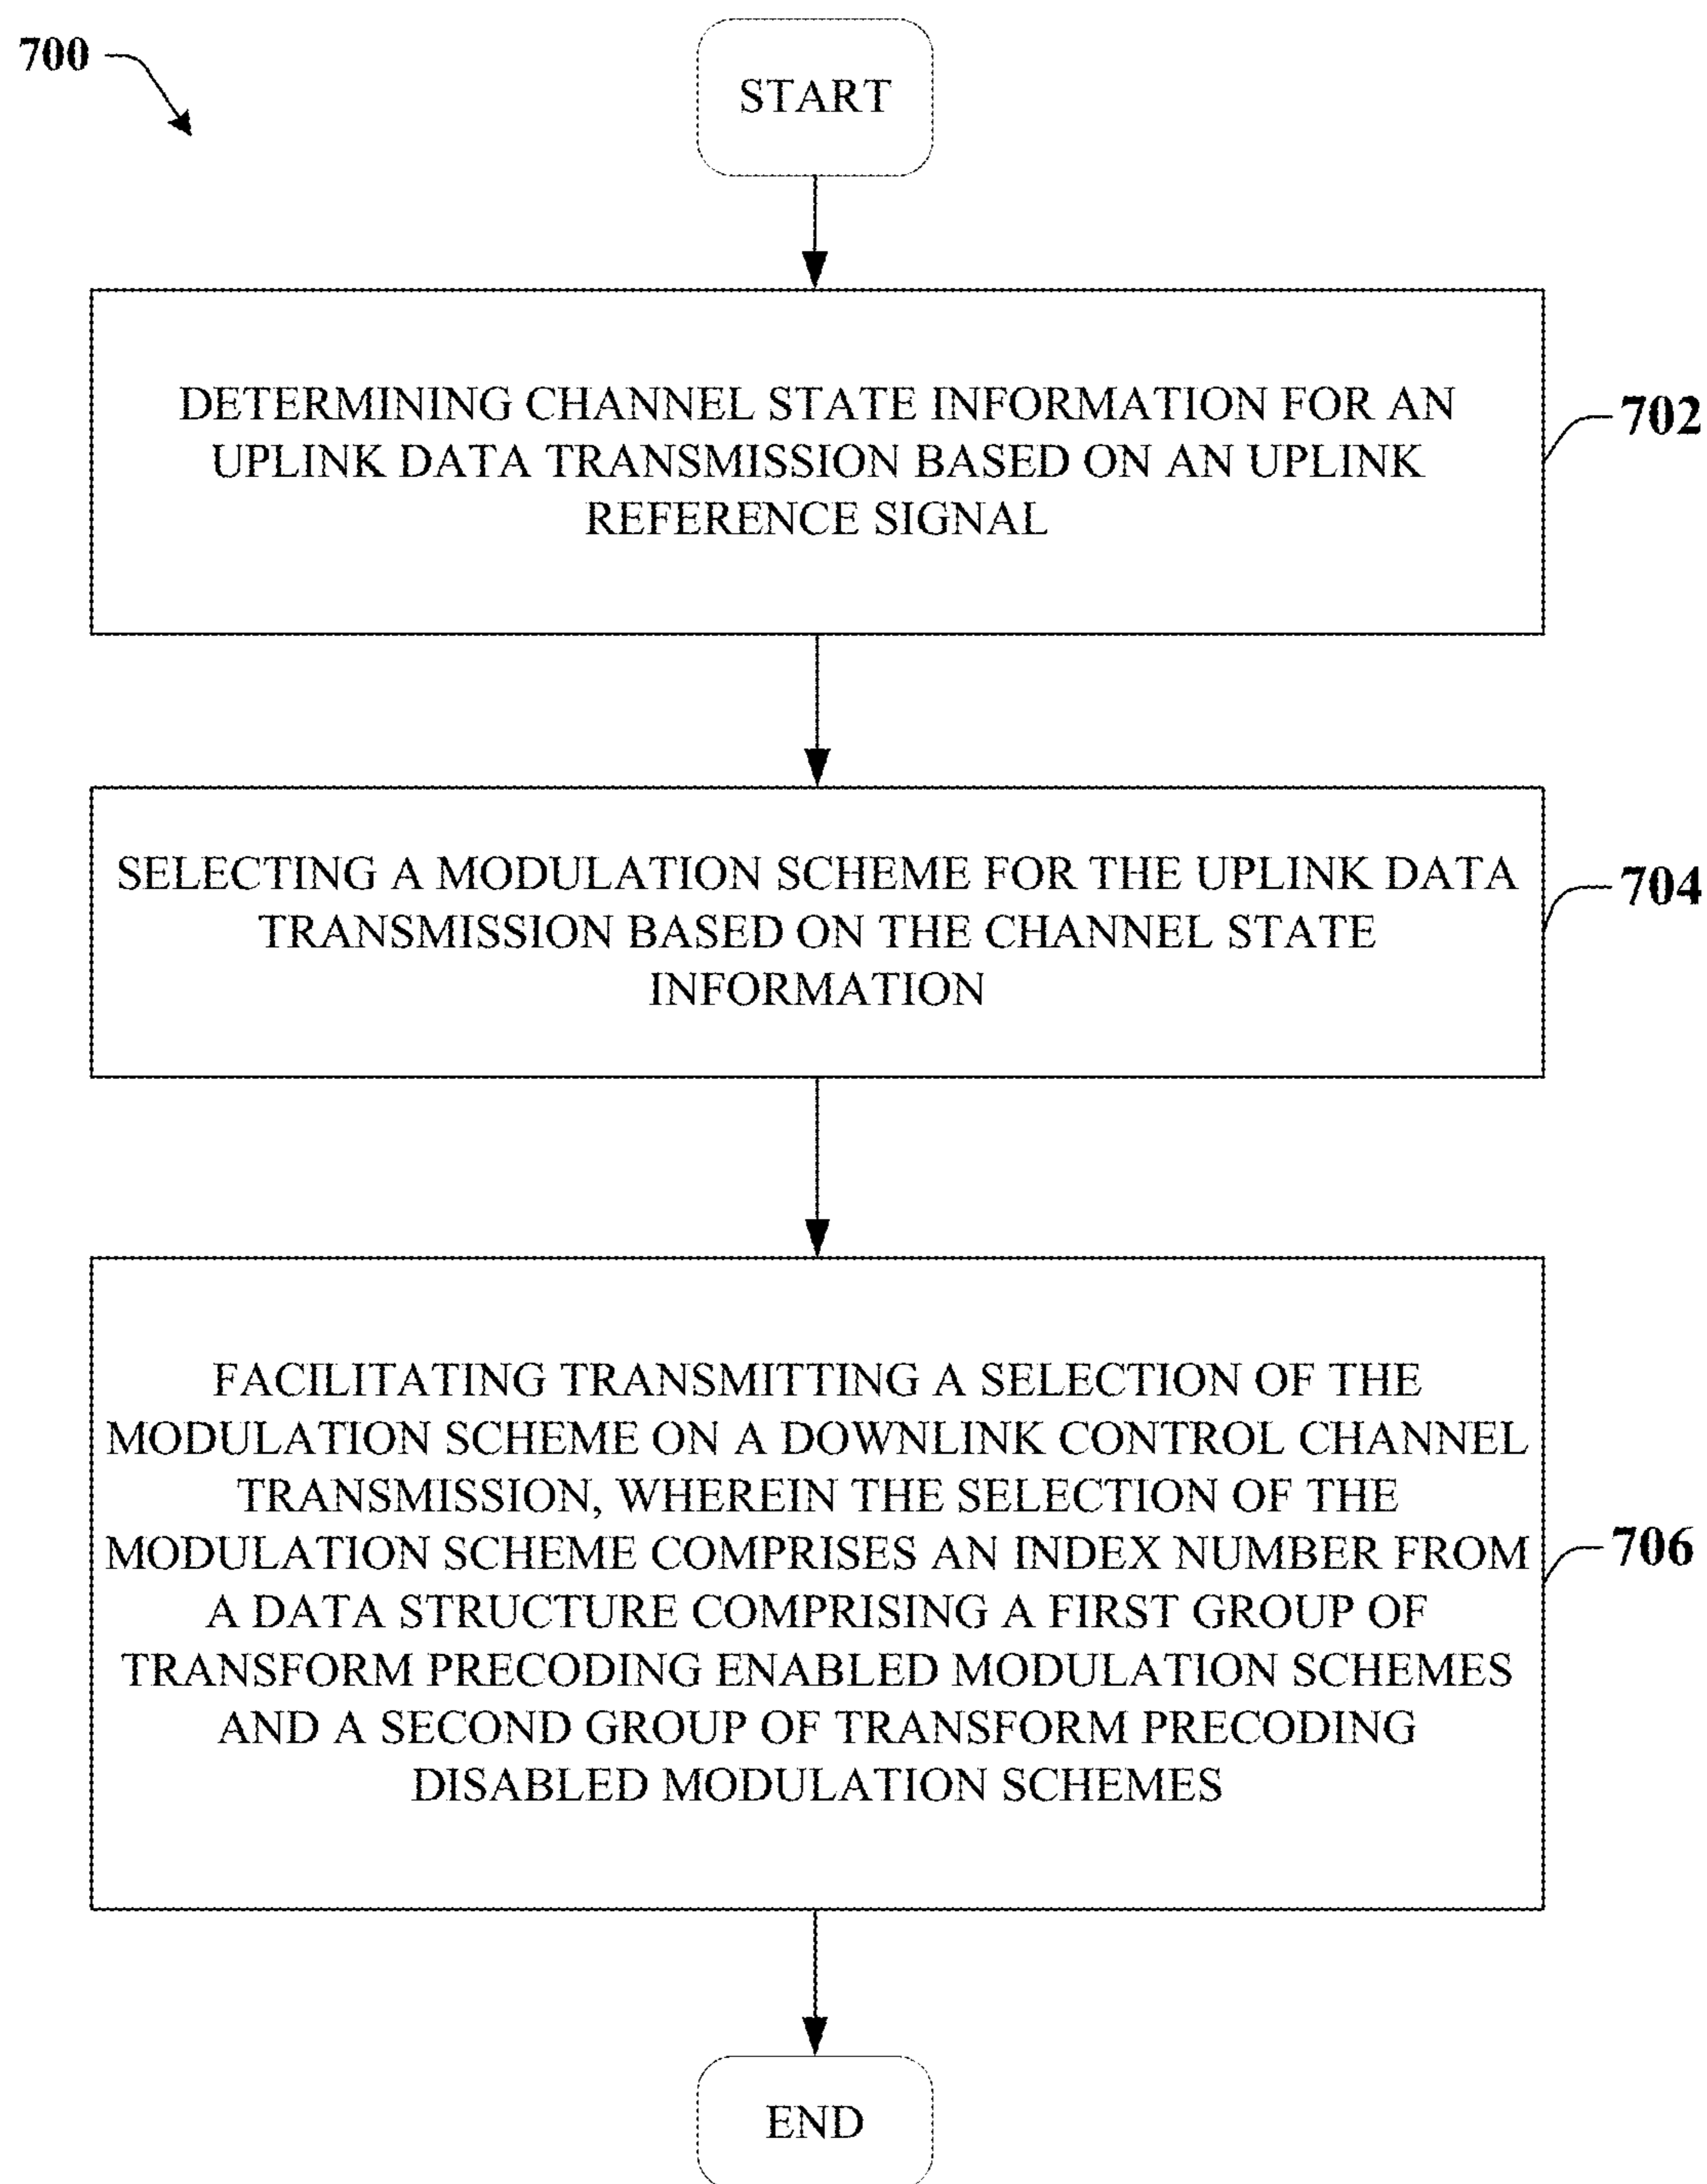 700
START
DETERMINING CHANNEL STATE INFORMATION FOR AN
UPLINK DATA TRANSMISSION BASED ON AN UPLINK
REFERENCE SIGNAL
702
SELECTING A MODULATION SCHEME FOR THE UPLINK DATA
TRANSMISSION BASED ON THE CHANNEL STATE
INFORMATION
704
FACILITATING TRANSMITTING A SELECTION OF THE
MODULATION SCHEME ON A DOWNLINK CONTROL CHANNEL
TRANSMISSION, WHEREIN THE SELECTION OF THE
MODULATION SCHEME COMPRISES AN INDEX NUMBER FROM
A DATA STRUCTURE COMPRISING A FIRST GROUP OF
TRANSFORM PRECODING ENABLED MODULATION SCHEMES
AND A SECOND GROUP OF TRANSFORM PRECODING
DISABLED MODULATION SCHEMES
706
END